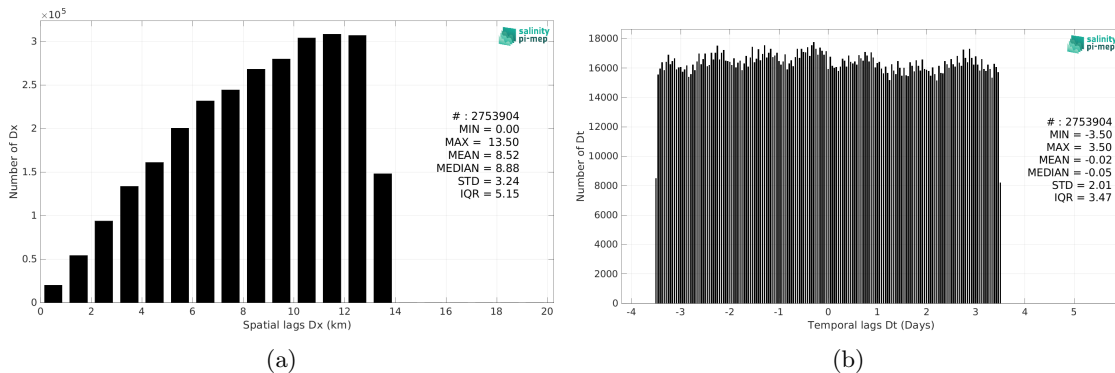 ×10⁵
3
2.5
2
1.5
1
0.5
0
0 2 4 6 8 10 12 14 16 18 20
Number of Dx
Spatial lags Dx (km)
salinity
pi-mep
# : 2753904
MIN = 0.00
MAX = 13.50
MEAN = 8.52
MEDIAN = 8.88
STD = 3.24
IQR = 5.15
(a)
18000
16000
14000
12000
10000
8000
6000
4000
2000
0
-4 -3 -2 -1 0 1 2 3 4 5
Number of Dt
Temporal lags Dt (Days)
salinity
pi-mep
# : 2753904
MIN = -3.50
MAX = 3.50
MEAN = -0.02
MEDIAN = -0.05
STD = 2.01
IQR = 3.47
(b)